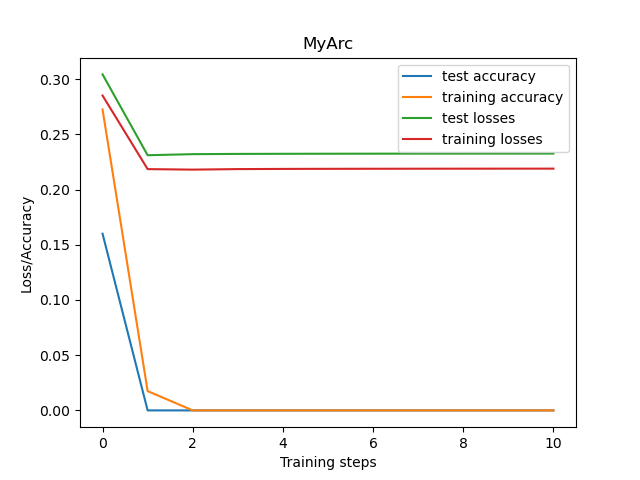 MyArc
test accuracy
training accuracy
test losses
training losses
Loss/Accuracy
0.30
0.25
0.20
0.15
0.10
0.05
0.00
0 2 4 6 8 10
Training steps